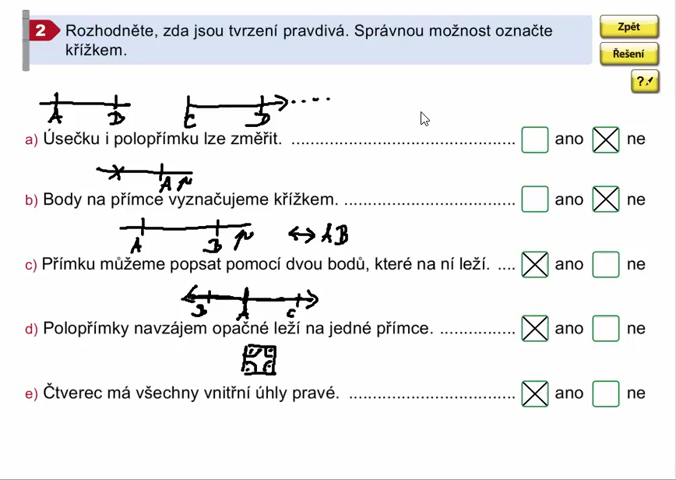 2 Rozhodněte, zda jsou tvrzení pravdivá. Správnou možnost označte
křížkem.
Zpět
Řešení
?
A B C D
a) Úsečku i polopřímku lze změřit. ano ne
A p
b) Body na přímce vyznačujeme křížkem. ano ne
A B p ↔ AB
c) Přímku můžeme popsat pomocí dvou bodů, které na ní leží. .... ano ne
B A C
d) Polopřímky navzájem opačné leží na jedné přímce. ano ne
e) Čtverec má všechny vnitřní úhly pravé. ano ne